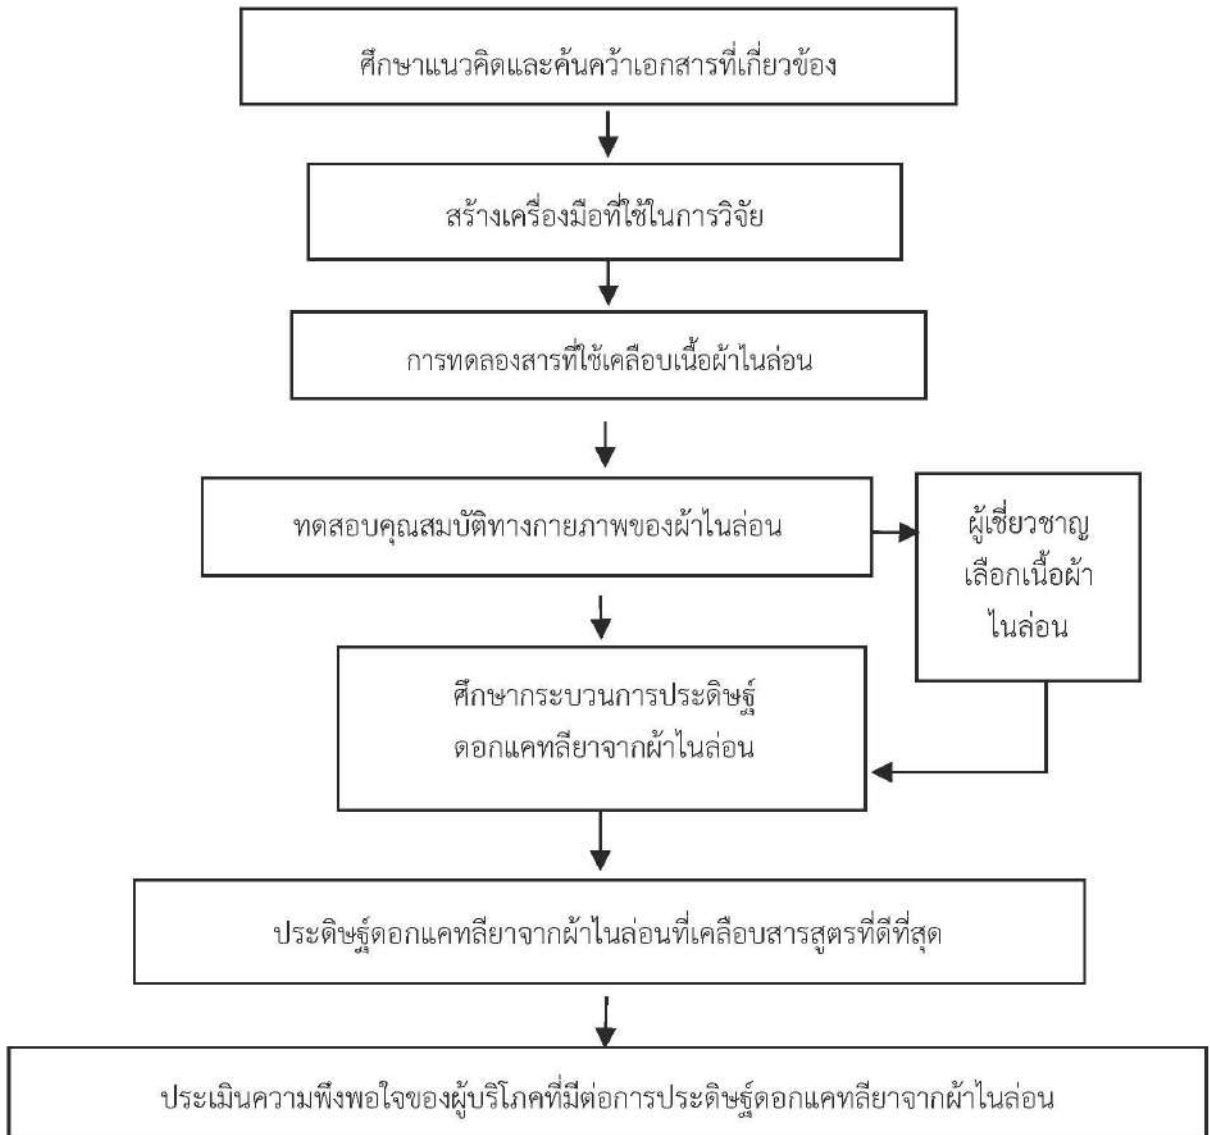 ศึกษาแนวคิดและค้นคว้าเอกสารที่เกี่ยวข้อง
สร้างเครื่องมือที่ใช้ในการวิจัย
การทดลองสารที่ใช้เคลือบเนื้อผ้าไนล่อน
ทดสอบคุณสมบัติทางกายภาพของผ้าไนล่อน
ผู้เชี่ยวชาญ
เลือกเนื้อผ้า
ไนล่อน
ศึกษากระบวนการประดิษฐ์
ดอกแคทลียาจากผ้าไนล่อน
ประดิษฐ์ดอกแคทลียาจากผ้าไนล่อนที่เคลือบสารสูตรที่ดีที่สุด
ประเมินความพึงพอใจของผู้บริโภคที่มีต่อการประดิษฐ์ดอกแคทลียาจากผ้าไนล่อน